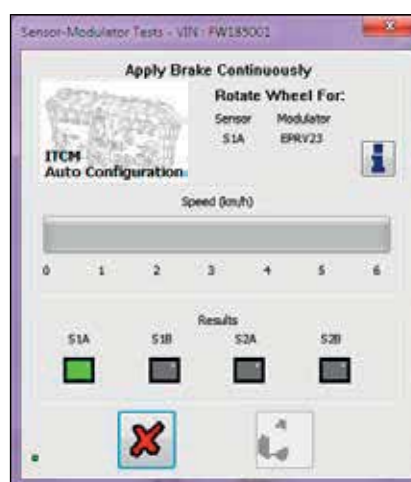 Sensor-Modulator Tests - VIN : FW185001
Apply Brake Continuously
Rotate Wheel For:
Sensor Modulator
S1A EPRV23
ITCM
Auto Configuration
i
Speed (km/h)
0 1 2 3 4 5 6
Results
S1A S1B S2A S2B